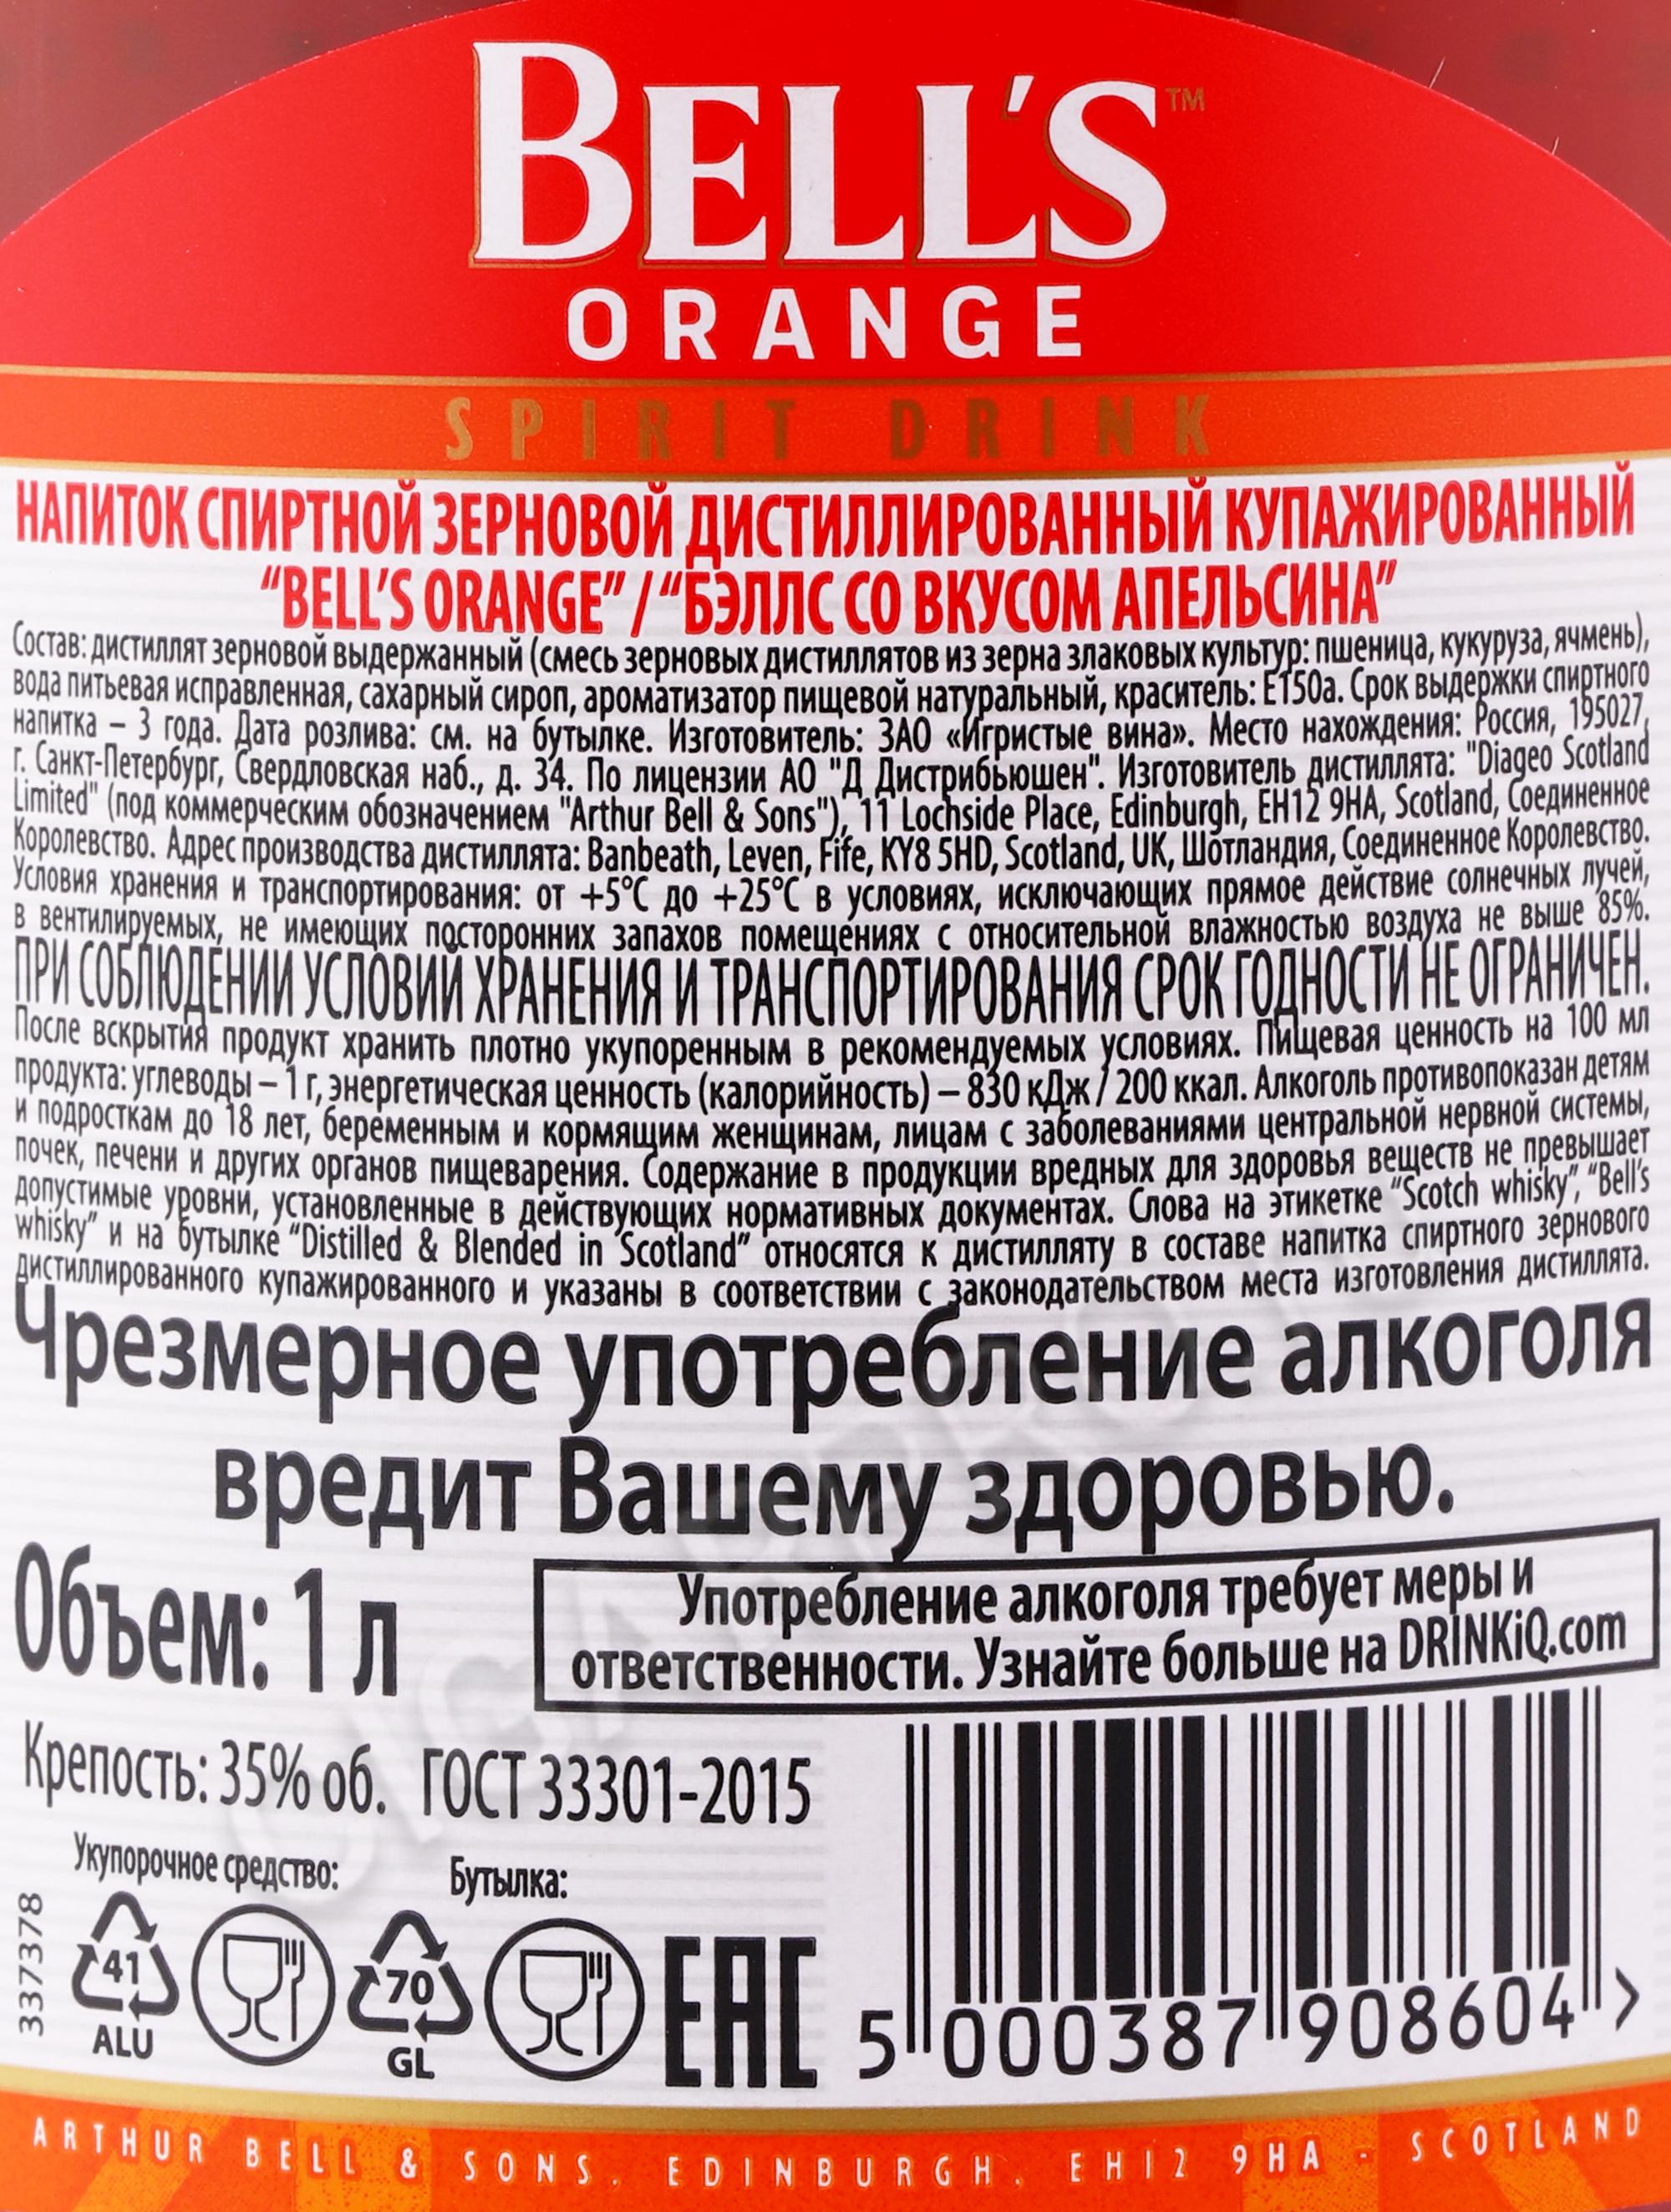 BELL'S™
ORANGE
SPIRIT DRINK
НАПИТОК СПИРТНОЙ ЗЕРНОВОЙ ДИСТИЛЛИРОВАННЫЙ КУПАЖИРОВАННЫЙ
“BELL’S ORANGE” / “БЭЛЛС СО ВКУСОМ АПЕЛЬСИНА”
Состав: дистиллят зерновой выдержанный (смесь зерновых дистиллятов из зерна злаковых культур: пшеница, кукуруза, ячмень),
вода питьевая исправленная, сахарный сироп, ароматизатор пищевой натуральный, краситель: Е150а. Срок выдержки спиртного
напитка – 3 года. Дата розлива: см. на бутылке. Изготовитель: ЗАО «Игристые вина». Место нахождения: Россия, 195027,
г. Санкт-Петербург, Свердловская наб., д. 34. По лицензии АО "Д Дистрибьюшен". Изготовитель дистиллята: "Diageo Scotland
Limited" (под коммерческим обозначением "Arthur Bell & Sons"), 11 Lochside Place, Edinburgh, EH12 9HA, Scotland, Соединенное
Королевство. Адрес производства дистиллята: Banbeath, Leven, Fife, KY8 5HD, Scotland, UK, Шотландия, Соединенное Королевство.
Условия хранения и транспортирования: от +5°С до +25°С в условиях, исключающих прямое действие солнечных лучей,
в вентилируемых, не имеющих посторонних запахов помещениях с относительной влажностью воздуха не выше 85%.
ПРИ СОБЛЮДЕНИИ УСЛОВИЙ ХРАНЕНИЯ И ТРАНСПОРТИРОВАНИЯ СРОК ГОДНОСТИ НЕ ОГРАНИЧЕН.
После вскрытия продукт хранить плотно укупоренным в рекомендуемых условиях. Пищевая ценность на 100 мл
продукта: углеводы – 1 г, энергетическая ценность (калорийность) – 830 кДж / 200 ккал. Алкоголь противопоказан детям
и подросткам до 18 лет, беременным и кормящим женщинам, лицам с заболеваниями центральной нервной системы,
почек, печени и других органов пищеварения. Содержание в продукции вредных для здоровья веществ не превышает
допустимые уровни, установленные в действующих нормативных документах. Слова на этикетке “Scotch whisky”, “Bell’s
whisky” и на бутылке “Distilled & Blended in Scotland” относятся к дистилляту в составе напитка спиртного зернового
дистиллированного купажированного и указаны в соответствии с законодательством места изготовления дистиллята.
Чрезмерное употребление алкоголя
вредит Вашему здоровью.
Объем: 1 л
Употребление алкоголя требует меры и
ответственности. Узнайте больше на DRINKiQ.com
Крепость: 35% об. ГОСТ 33301-2015
Укупорочное средство: Бутылка:
337378
41
ALU
70
GL
ЕАС
5 000387 908604 >
ARTHUR BELL & SONS, EDINBURGH, EH12 9HA - SCOTLAND